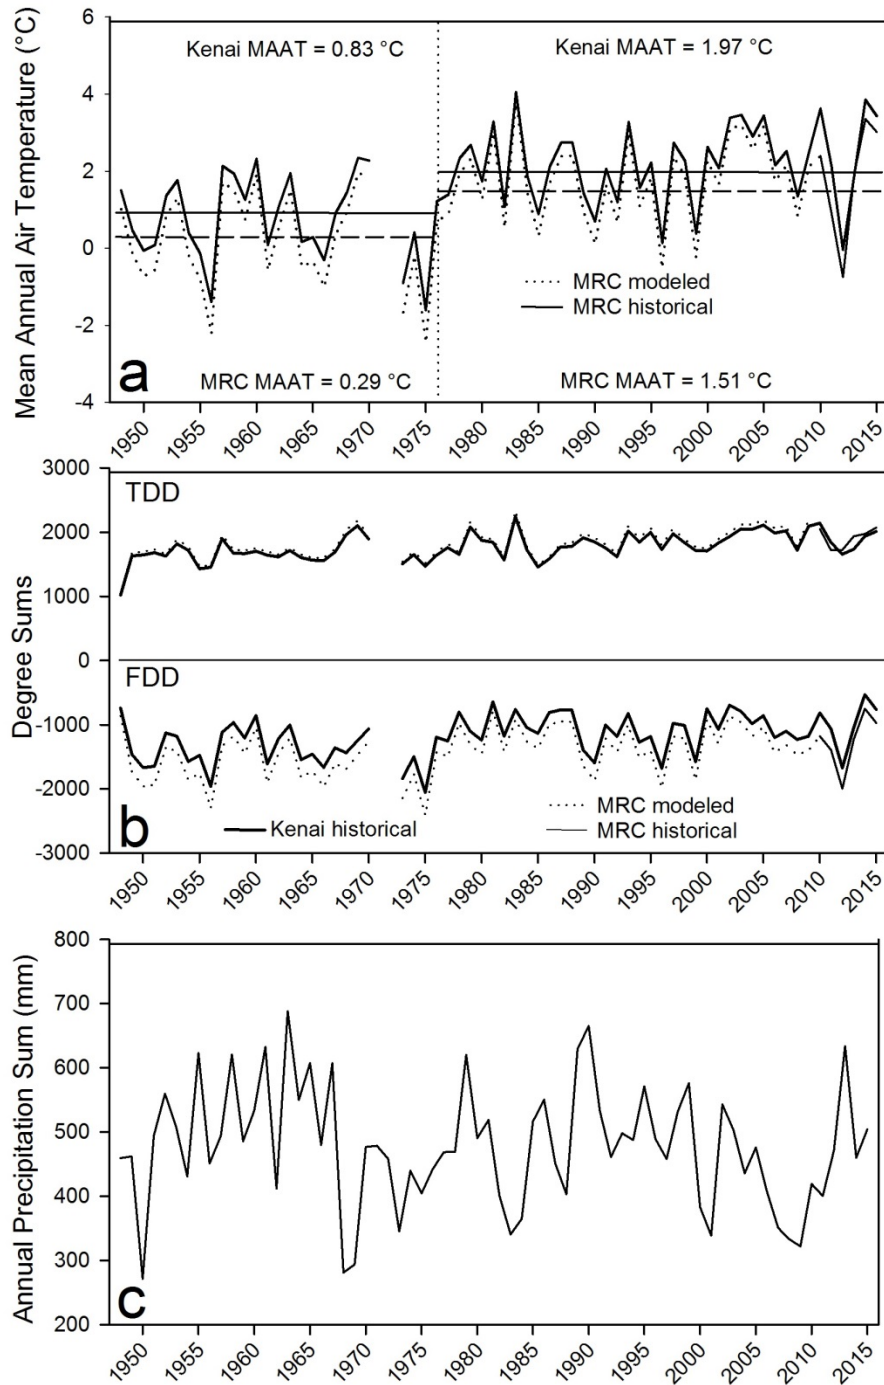 6
Kenai MAAT = 0.83 °C
Kenai MAAT = 1.97 °C
4
2
0
-2
-4
Mean Annual Air Temperature (°C)
MRC modeled
MRC historical
a
MRC MAAT = 0.29 °C
MRC MAAT = 1.51 °C
1950 1955 1960 1965 1970 1975 1980 1985 1990 1995 2000 2005 2010 2015
3000
TDD
2000
1000
0
Degree Sums
FDD
-1000
-2000
-3000
b
Kenai historical
MRC modeled
MRC historical
1950 1955 1960 1965 1970 1975 1980 1985 1990 1995 2000 2005 2010 2015
800
700
600
500
400
300
200
Annual Precipitation Sum (mm)
c
1950 1955 1960 1965 1970 1975 1980 1985 1990 1995 2000 2005 2010 2015